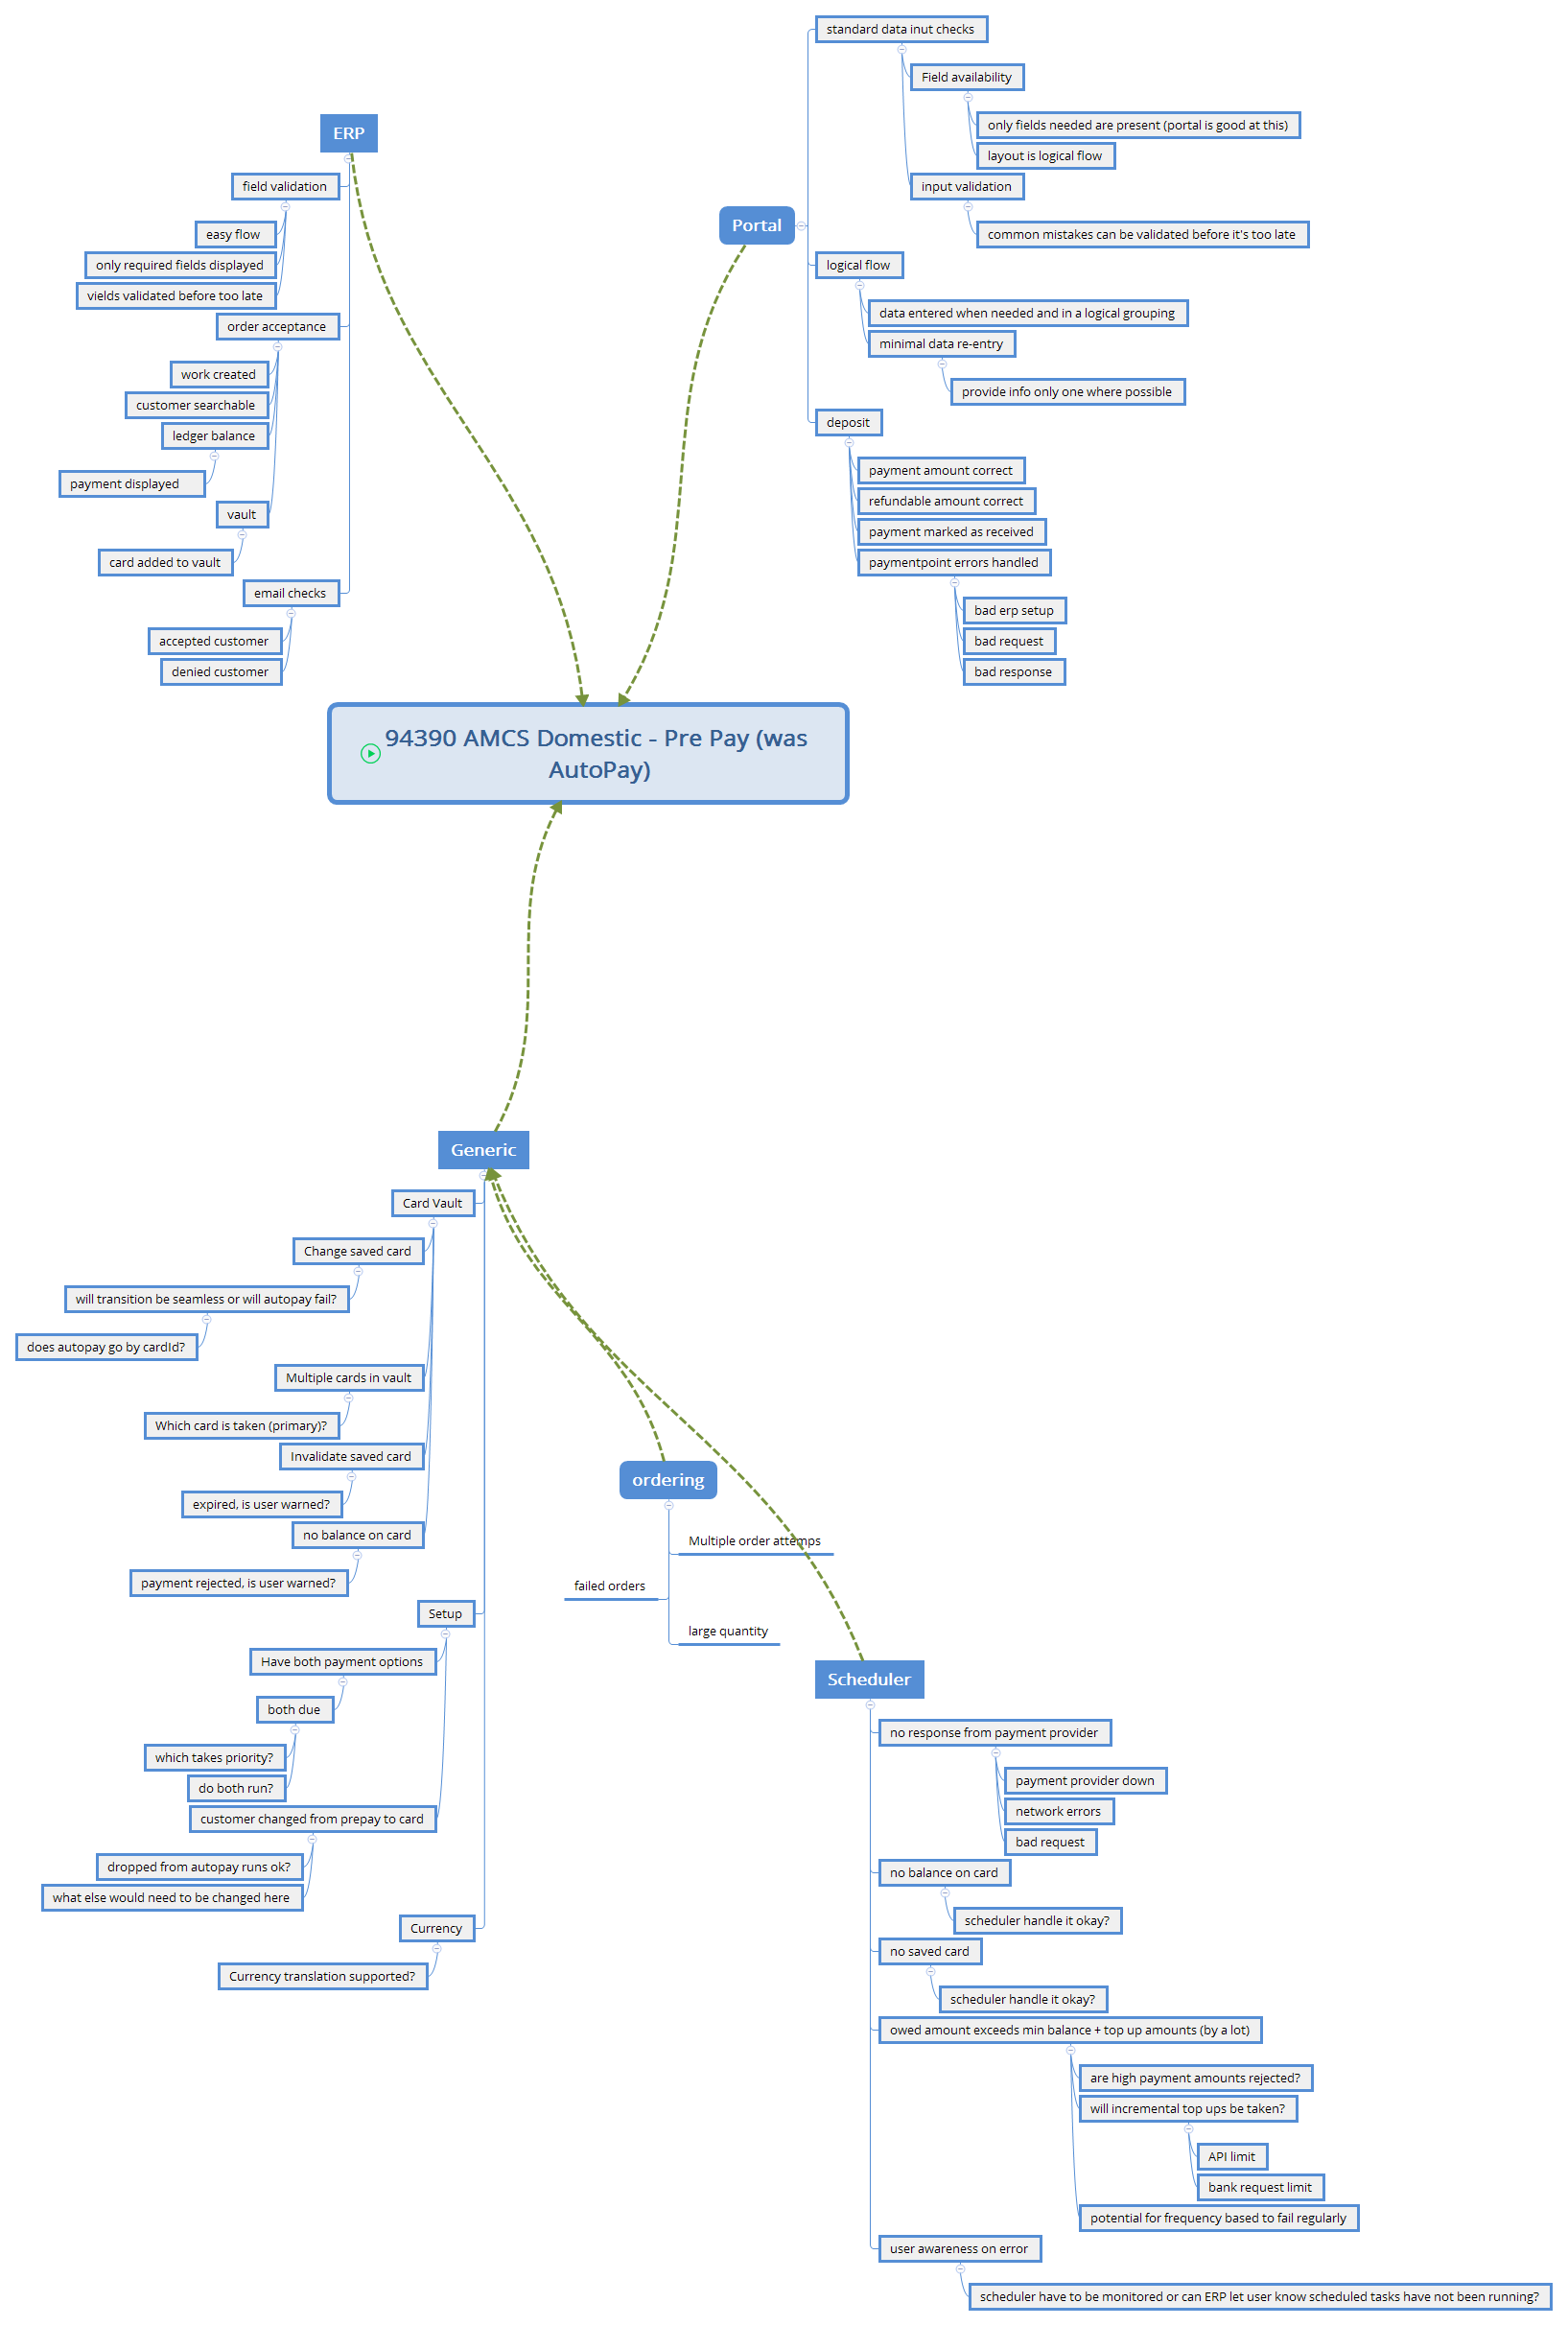 ERP
field validation
easy flow
only required fields displayed
vields validated before too late
order acceptance
work created
customer searchable
ledger balance
payment displayed
vault
card added to vault
email checks
accepted customer
denied customer
Portal
standard data inut checks
Field availability
only fields needed are present (portal is good at this)
layout is logical flow
input validation
common mistakes can be validated before it's too late
logical flow
data entered when needed and in a logical grouping
minimal data re-entry
provide info only one where possible
deposit
payment amount correct
refundable amount correct
payment marked as received
paymentpoint errors handled
bad erp setup
bad request
bad response
94390 AMCS Domestic - Pre Pay (was
AutoPay)
Generic
Card Vault
Change saved card
will transition be seamless or will autopay fail?
does autopay go by cardId?
Multiple cards in vault
Which card is taken (primary)?
Invalidate saved card
expired, is user warned?
no balance on card
payment rejected, is user warned?
Setup
Have both payment options
both due
which takes priority?
do both run?
customer changed from prepay to card
dropped from autopay runs ok?
what else would need to be changed here
Currency
Currency translation supported?
ordering
Multiple order attemps
failed orders
large quantity
Scheduler
no response from payment provider
payment provider down
network errors
bad request
no balance on card
scheduler handle it okay?
no saved card
scheduler handle it okay?
owed amount exceeds min balance + top up amounts (by a lot)
are high payment amounts rejected?
will incremental top ups be taken?
API limit
bank request limit
potential for frequency based to fail regularly
user awareness on error
scheduler have to be monitored or can ERP let user know scheduled tasks have not been running?